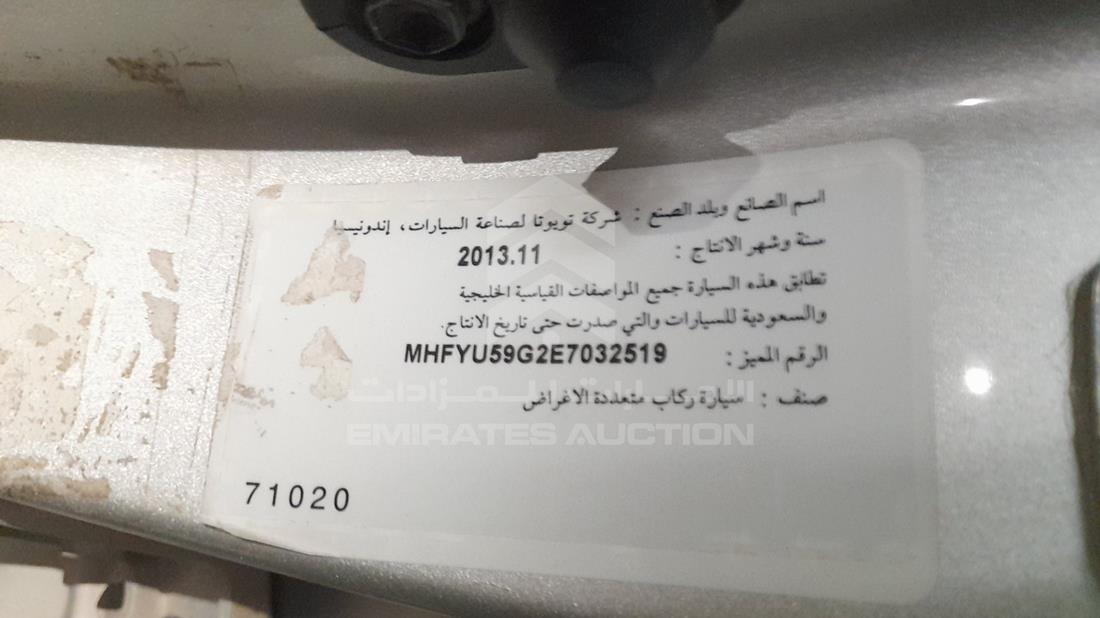 اسم الصانع وبلد الصنع : شركة تويوتا لصناعة السيارات، إندونيسيا
سنة وشهر الانتاج : 2013.11
تطابق هذه السيارة جميع المواصفات القياسية الخليجية
والسعودية للسيارات والتي صدرت حتى تاريخ الانتاج.
الرقم المميز : MHFYU59G2E7032519
الإمارات للمزادات
صنف : سيارة ركاب متعددة الاغراض
EMIRATES AUCTION
71020